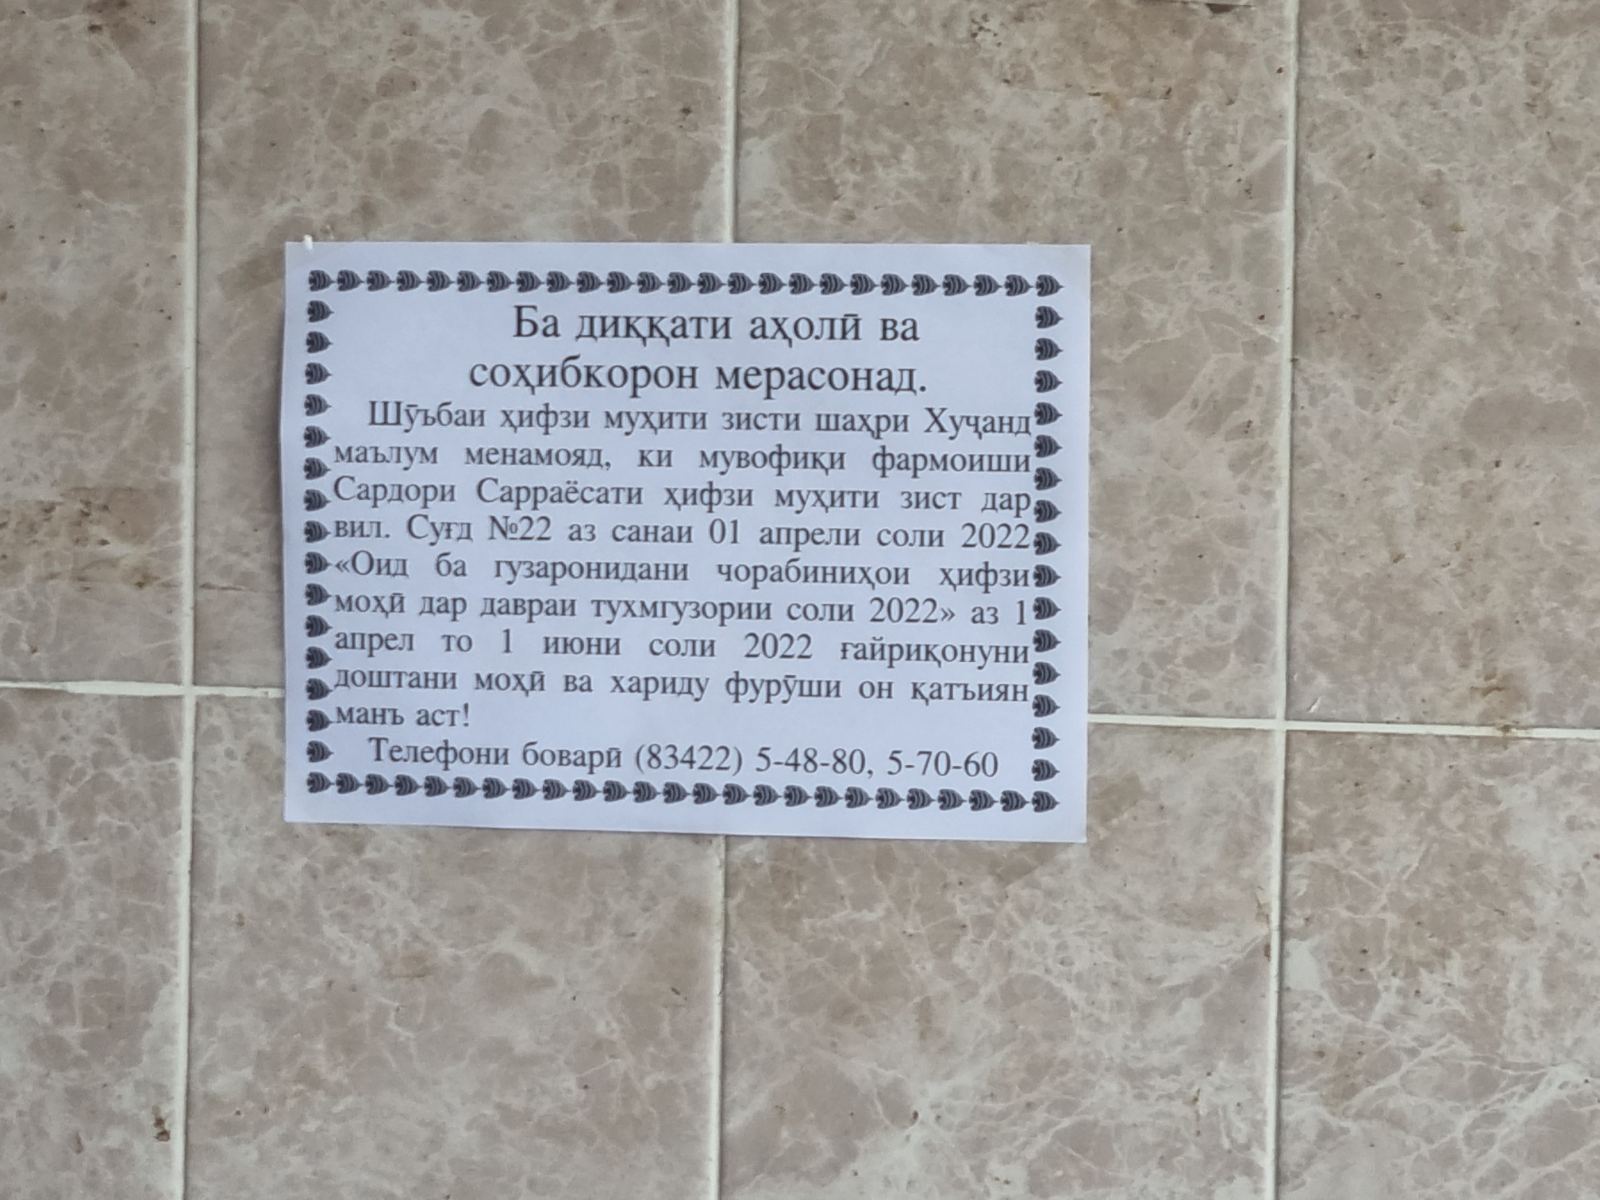 Ба диққати аҳолӣ ва
соҳибкорон мерасонад.
Шӯъбаи ҳифзи муҳити зисти шаҳри Хуҷанд
маълум менамояд, ки мувофиқи фармоиши
Сардори Сарраёсати ҳифзи муҳити зист дар
вил. Суғд №22 аз санаи 01 апрели соли 2022
«Оид ба гузаронидани чорабиниҳои ҳифзи
моҳӣ дар давраи тухмгузории соли 2022» аз 1
апрел то 1 июни соли 2022 ғайриқонуни
доштани моҳӣ ва хариду фурӯши он қатъиян
манъ аст!
Телефони боварӣ (83422) 5-48-80, 5-70-60